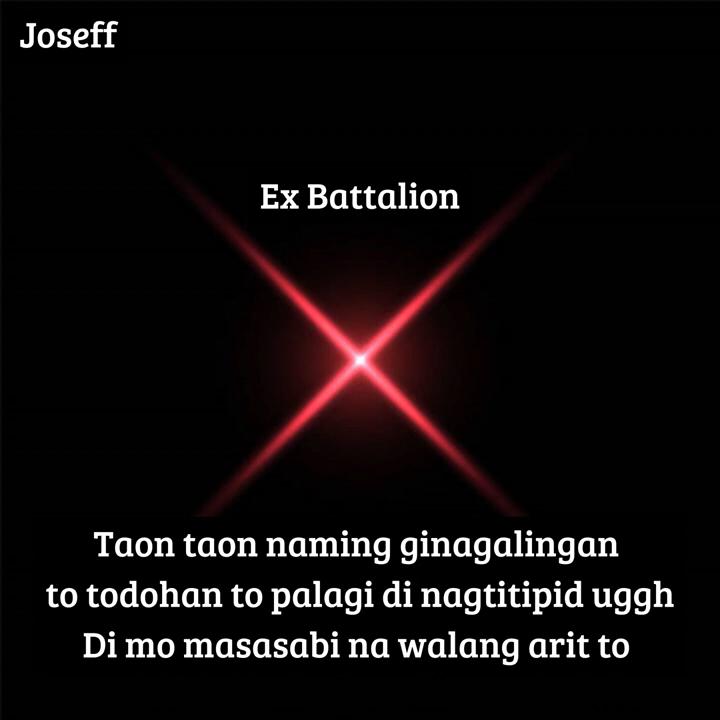 Joseff
Ex Battalion
Taon taon naming ginagalingan
to todohan to palagi di nagtitipid uggh
Di mo masasabi na walang arit to